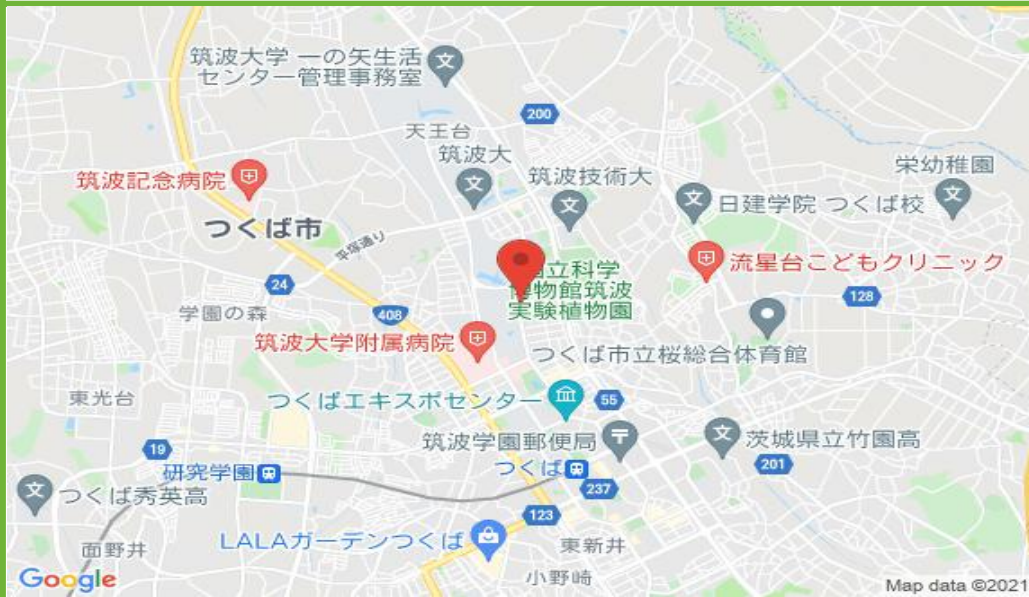 筑波大学 一の矢生活
センター管理事務室
200
天王台
筑波大
筑波技術大
栄幼稚園
筑波記念病院
日建学院 つくば校
つくば市
平塚通り
国立科学
博物館筑波
実験植物園
流星台こどもクリニック
24
128
学園の森
408
筑波大学附属病院
つくば市立桜総合体育館
東光台
つくばエキスポセンター
55
筑波学園郵便局
茨城県立竹園高
19
研究学園
つくば
201
つくば秀英高
237
123
面野井
LALAガーデンつくば
東新井
小野崎
Google
Map data ©2021